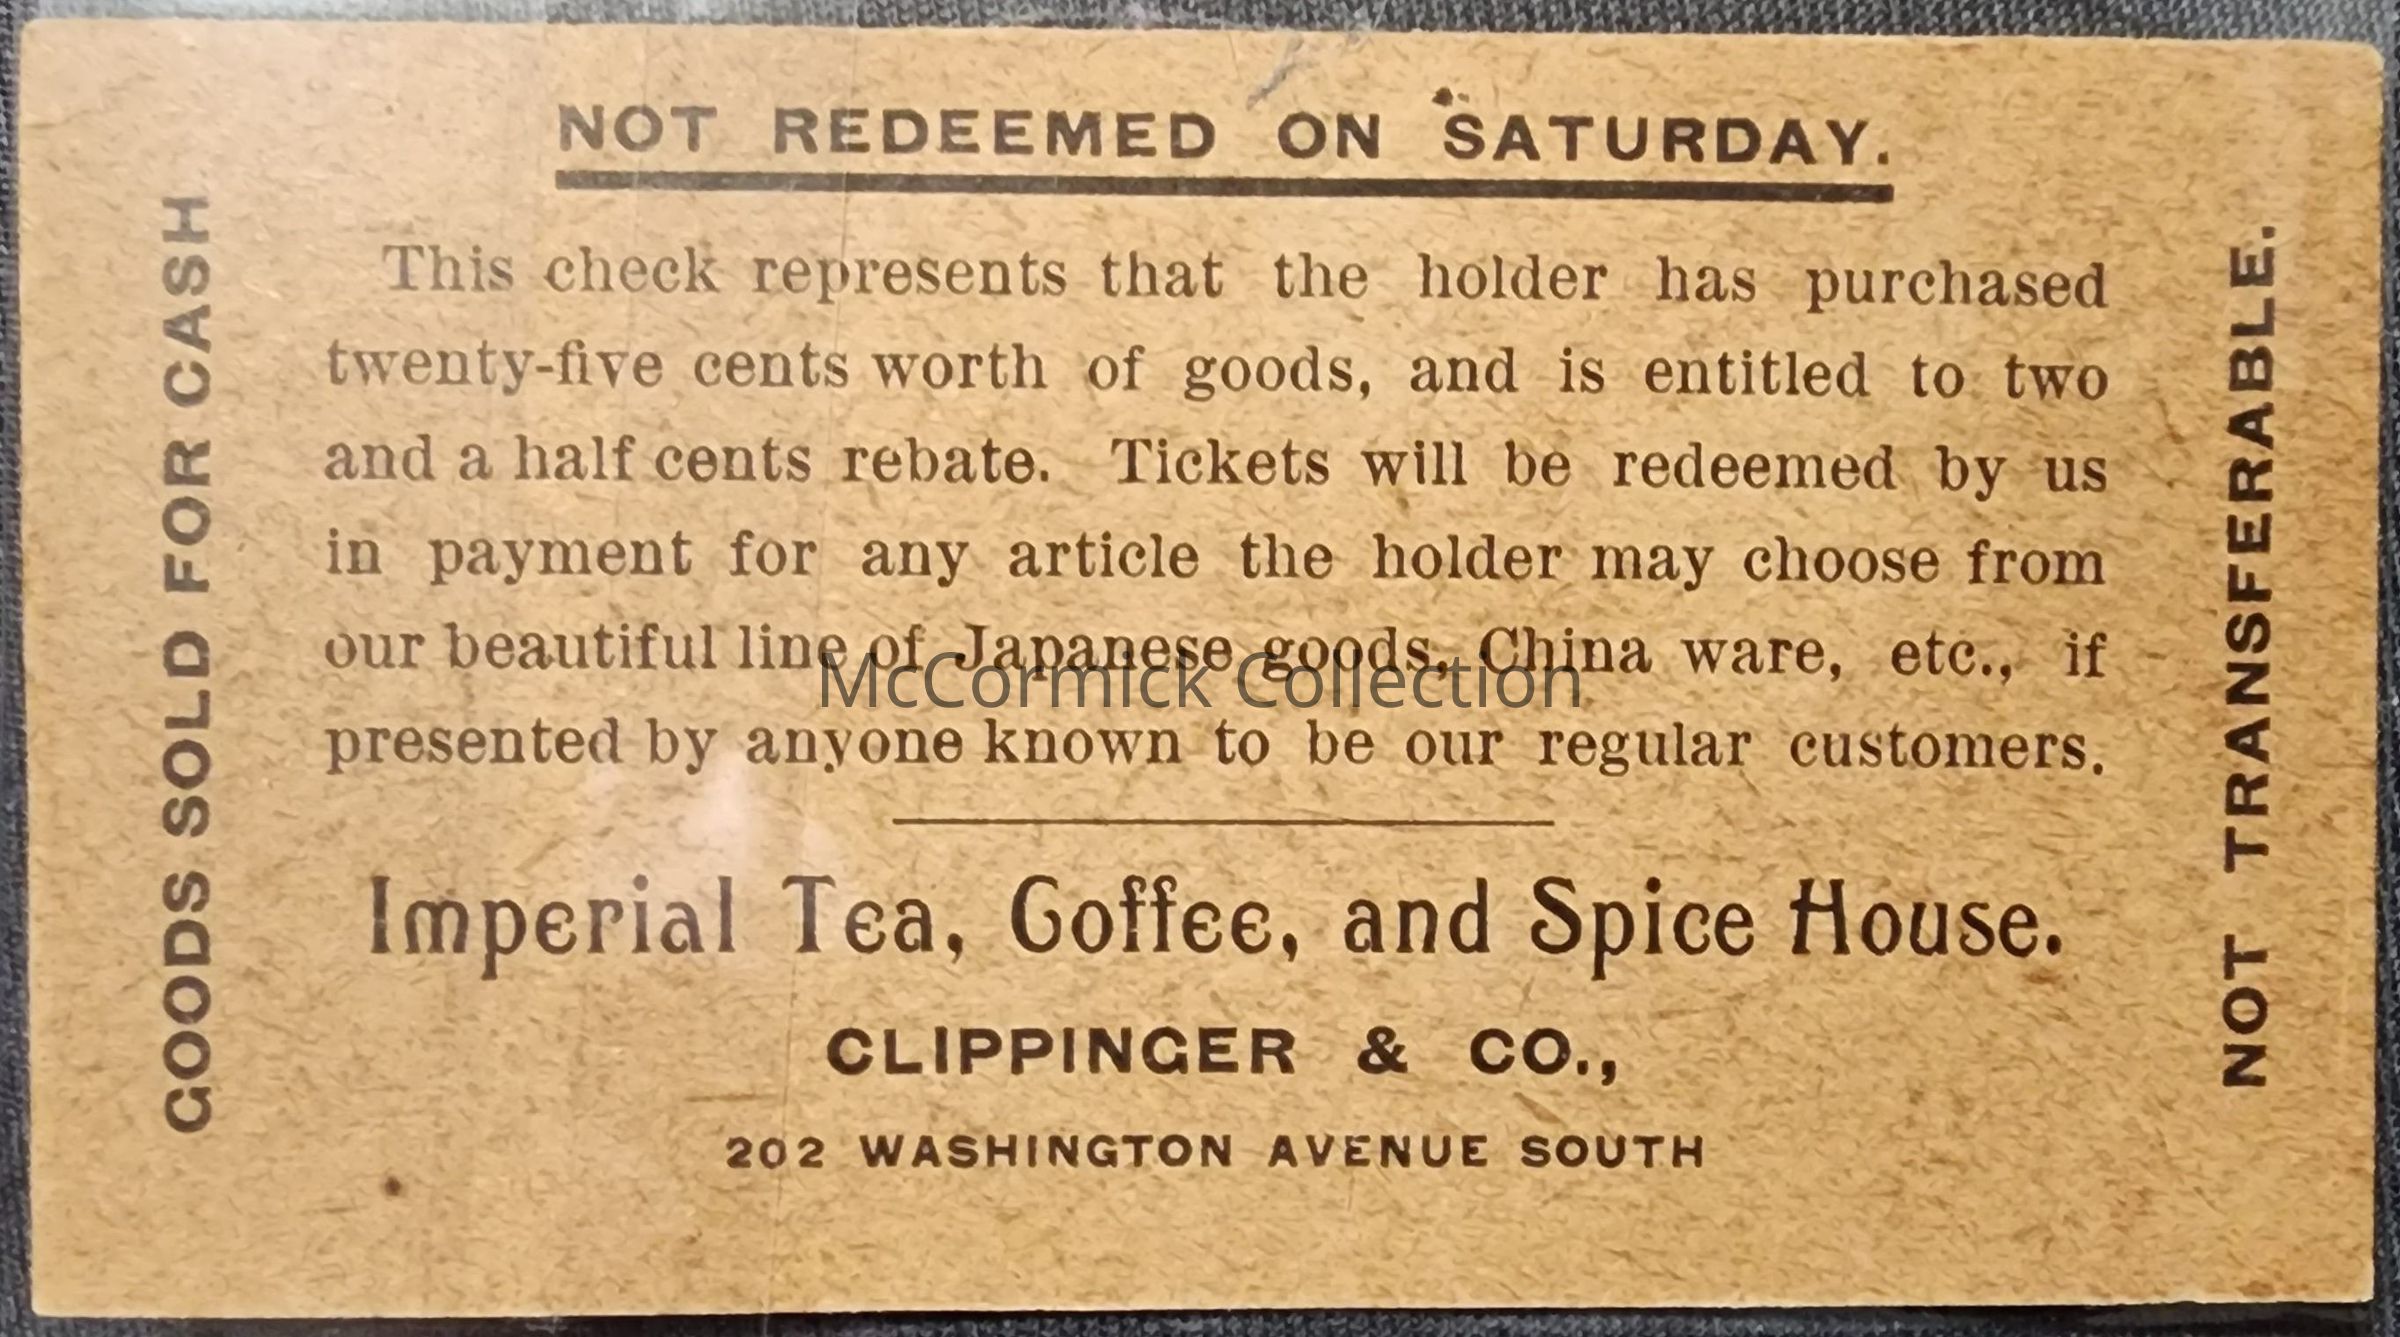 NOT REDEEMED ON SATURDAY.
GOODS SOLD FOR CASH
This check represents that the holder has purchased
twenty-five cents worth of goods, and is entitled to two
and a half cents rebate. Tickets will be redeemed by us
in payment for any article the holder may choose from
our beautiful line of Japanese goods, China ware, etc., if
presented by anyone known to be our regular customers.
NOT TRANSFERABLE.
McCormick Collection
Imperial Tea, Coffee, and Spice House.
CLIPPINGER & CO.,
202 WASHINGTON AVENUE SOUTH